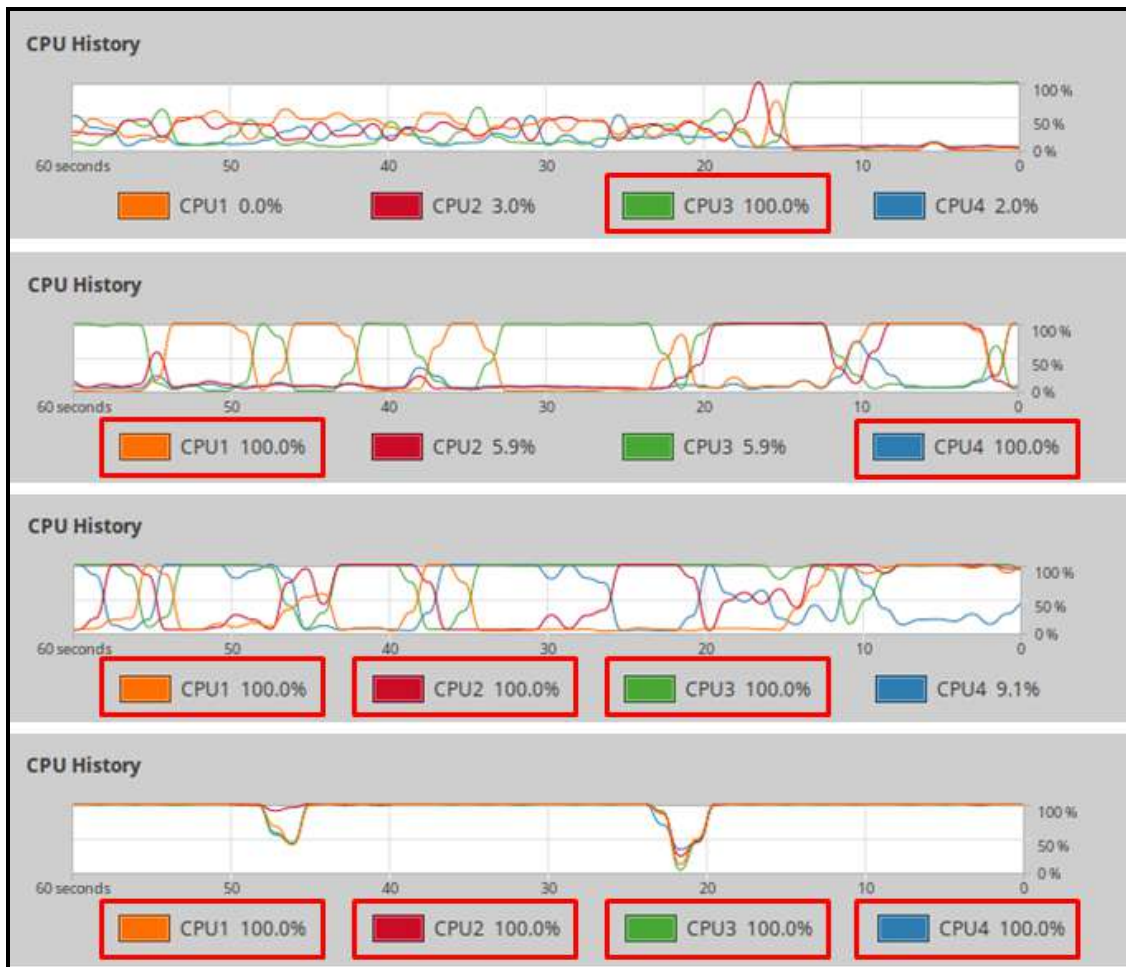 CPU History
100 %
50 %
0 %
60 seconds 50 40 30 20 10 0
CPU1 0.0% CPU2 3.0% CPU3 100.0% CPU4 2.0%
CPU History
100 %
50 %
0 %
60 seconds 50 40 30 20 10 0
CPU1 100.0% CPU2 5.9% CPU3 5.9% CPU4 100.0%
CPU History
100 %
50 %
0 %
60 seconds 50 40 30 20 10 0
CPU1 100.0% CPU2 100.0% CPU3 100.0% CPU4 9.1%
CPU History
100 %
50 %
0 %
60 seconds 50 40 30 20 10 0
CPU1 100.0% CPU2 100.0% CPU3 100.0% CPU4 100.0%